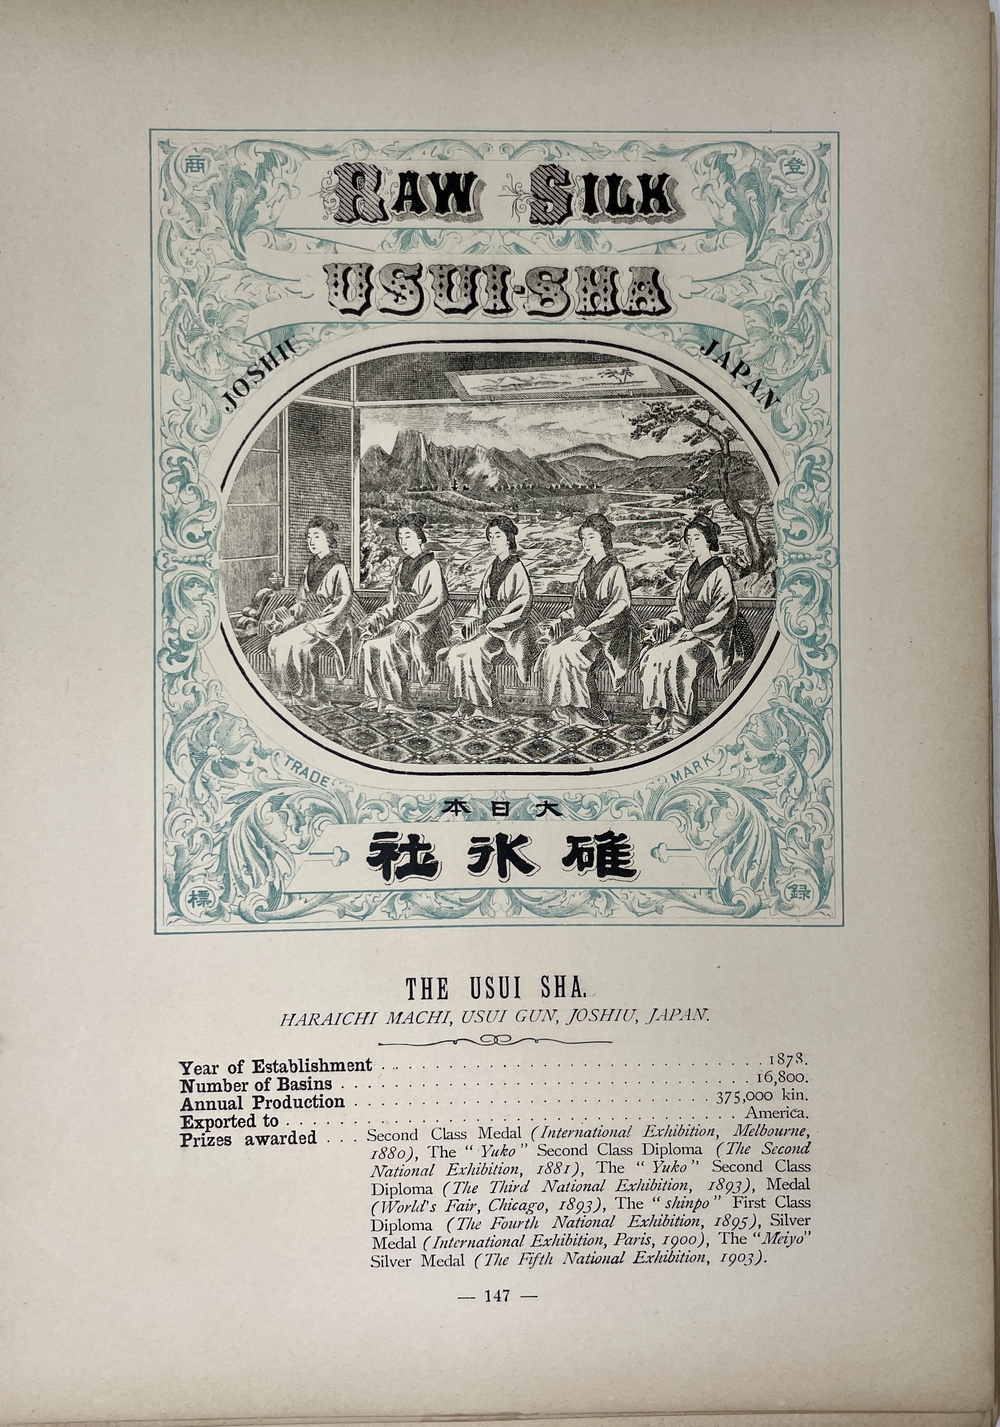 商 登
RAW SILK
USUI-SHA
JOSHIU JAPAN
TRADE MARK
本日大
社氷碓
標 録
THE USUI SHA.
HARAICHI MACHI, USUI GUN, JOSHIU, JAPAN.
Year of Establishment . . . . . . . . . . . . . . . . . . . . . 1878.
Number of Basins . . . . . . . . . . . . . . . . . . . . . . . 16,800.
Annual Production . . . . . . . . . . . . . . . . . . . . 375,000 kin.
Exported to . . . . . . . . . . . . . . . . . . . . . . . . America.
Prizes awarded . . . Second Class Medal (International Exhibition, Melbourne,
1880), The "Yuko" Second Class Diploma (The Second
National Exhibition, 1881), The "Yuko" Second Class
Diploma (The Third National Exhibition, 1893), Medal
(World's Fair, Chicago, 1893), The "shinpo" First Class
Diploma (The Fourth National Exhibition, 1895), Silver
Medal (International Exhibition, Paris, 1900), The "Meiyo"
Silver Medal (The Fifth National Exhibition, 1903).
— 147 —